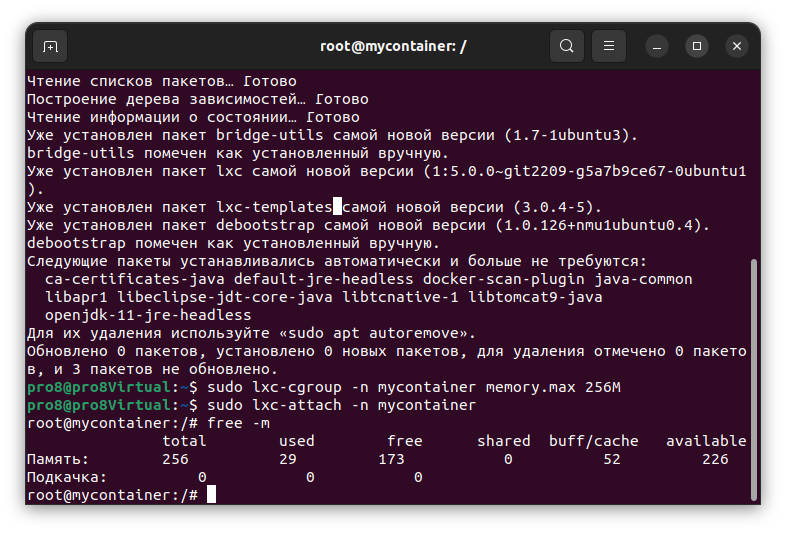 root@mycontainer: /
Чтение списков пакетов… Готово
Построение дерева зависимостей… Готово
Чтение информации о состоянии… Готово
Уже установлен пакет bridge-utils самой новой версии (1.7-1ubuntu3).
bridge-utils помечен как установленный вручную.
Уже установлен пакет lxc самой новой версии (1:5.0.0~git2209-g5a7b9ce67-0ubuntu1
).
Уже установлен пакет lxc-templates самой новой версии (3.0.4-5).
Уже установлен пакет debootstrap самой новой версии (1.0.126+nmu1ubuntu0.4).
debootstrap помечен как установленный вручную.
Следующие пакеты устанавливались автоматически и больше не требуются:
  ca-certificates-java default-jre-headless docker-scan-plugin java-common
  libapr1 libeclipse-jdt-core-java libtcnative-1 libtomcat9-java
  openjdk-11-jre-headless
Для их удаления используйте «sudo apt autoremove».
Обновлено 0 пакетов, установлено 0 новых пакетов, для удаления отмечено 0 пакето
в, и 3 пакетов не обновлено.
pro8@pro8Virtual:~$ sudo lxc-cgroup -n mycontainer memory.max 256M
pro8@pro8Virtual:~$ sudo lxc-attach -n mycontainer
root@mycontainer:/# free -m
               total        used        free      shared  buff/cache   available
Память:        256          29         173           0          52         226
Подкачка:          0           0           0
root@mycontainer:/#